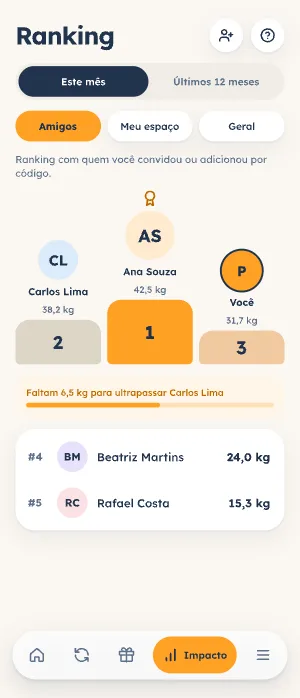 Ranking
Este mês
Últimos 12 meses
Amigos
Meu espaço
Geral
Ranking com quem você convidou ou adicionou por
código.
AS
CL
P
Ana Souza
42,5 kg
Carlos Lima
38,2 kg
Você
31,7 kg
2
1
3
Faltam 6,5 kg para ultrapassar Carlos Lima
#4 BM Beatriz Martins 24,0 kg
#5 RC Rafael Costa 15,3 kg
Impacto